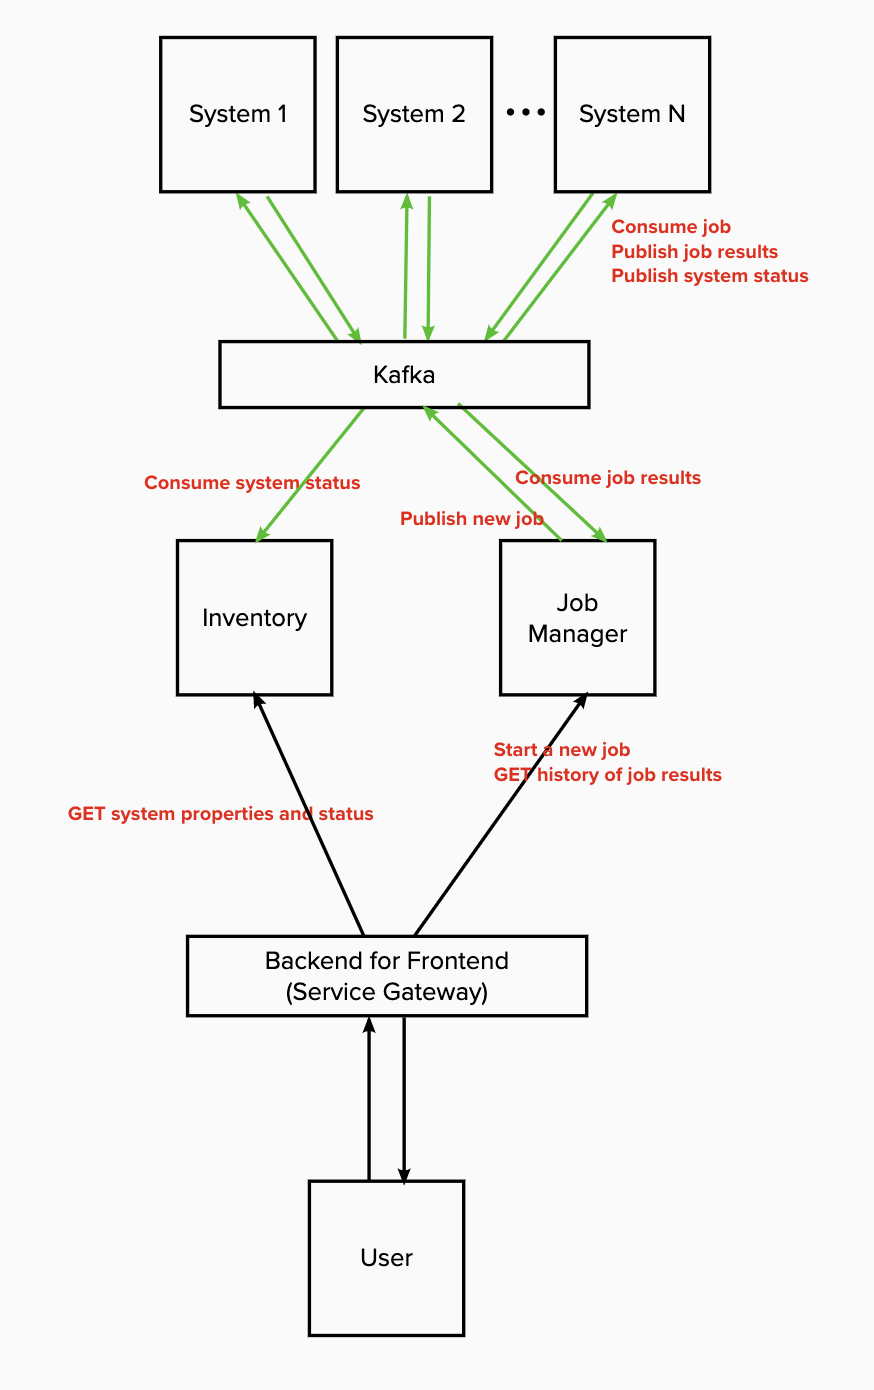 System 1
System 2
System N
Consume job
Publish job results
Publish system status
Kafka
Consume system status
Consume job results
Publish new job
Inventory
Job
Manager
Start a new job
GET history of job results
GET system properties and status
Backend for Frontend
(Service Gateway)
User